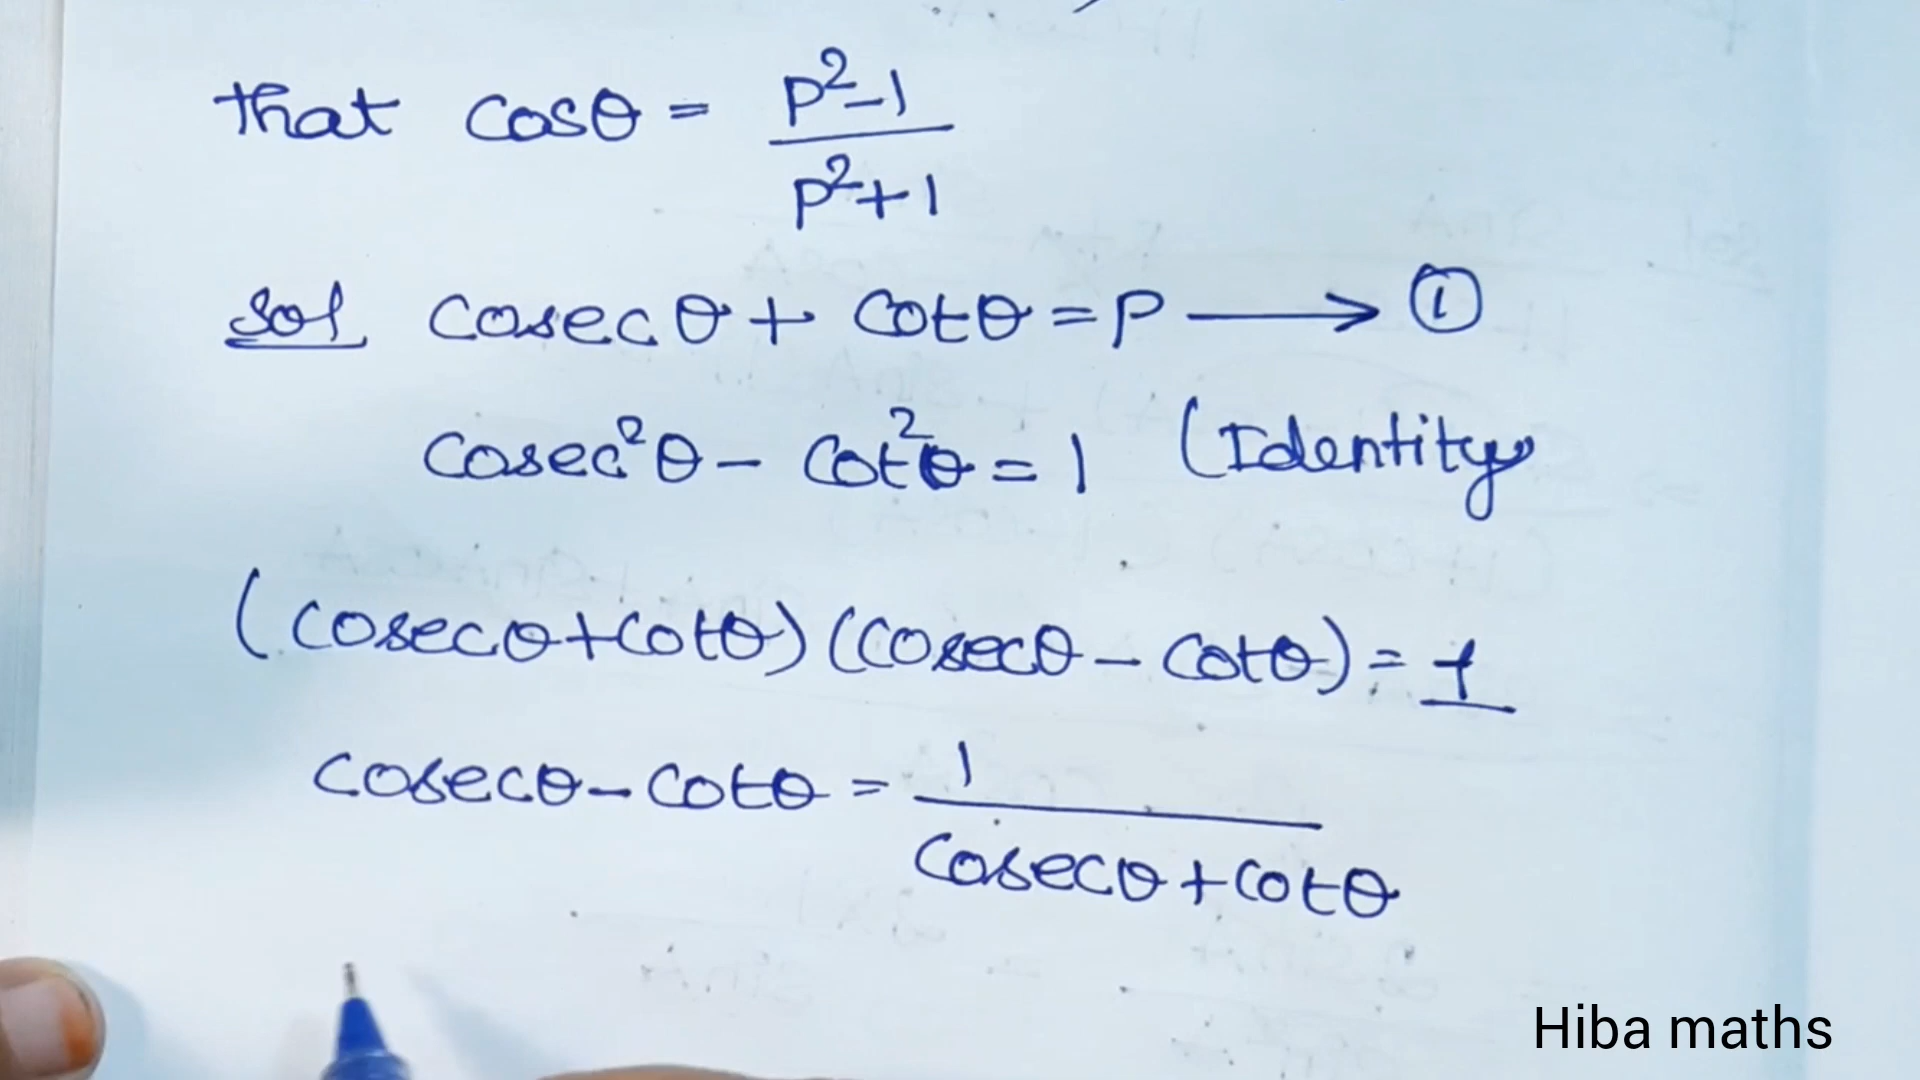 that cosθ = P²-1 / P²+1
Sol cosecθ + cotθ = P ⟶ ①
cosec²θ - cot²θ = 1 (Identity
(cosecθ+cotθ)(cosecθ - cotθ) = 1
cosecθ - cotθ = 1 / cosecθ + cotθ
Hiba maths